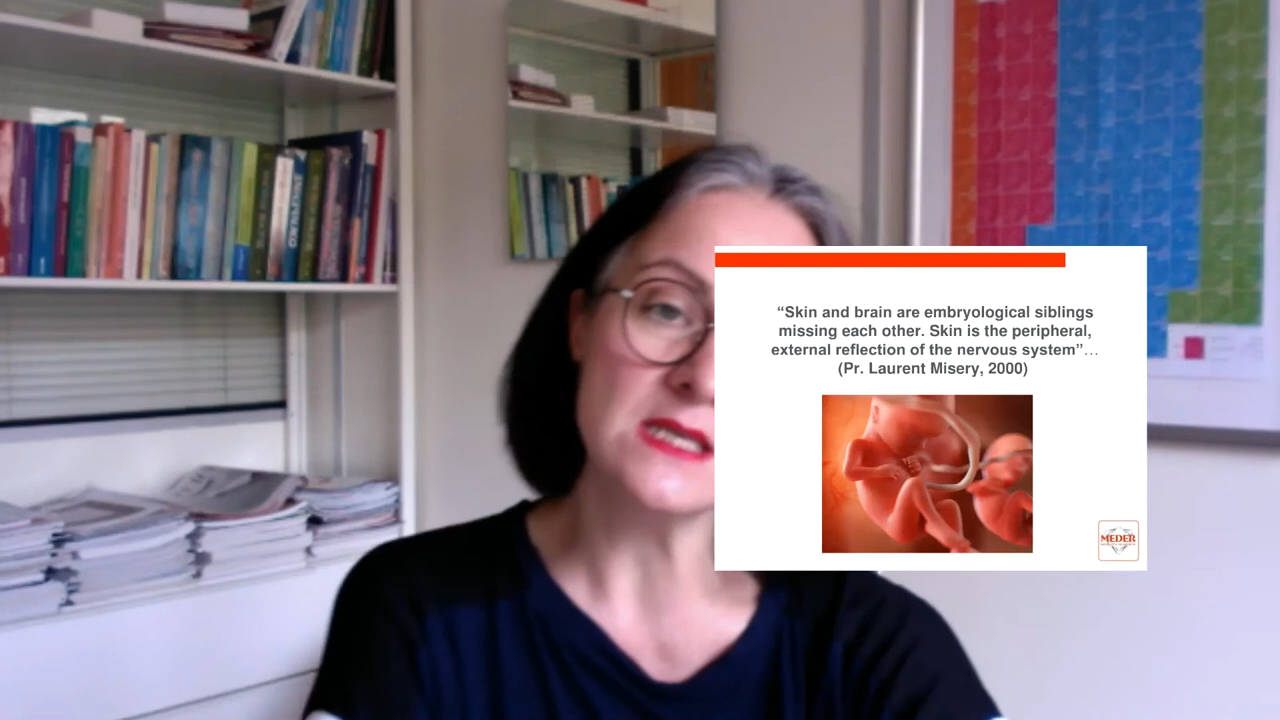 “Skin and brain are embryological siblings
missing each other. Skin is the peripheral,
external reflection of the nervous system”…
(Pr. Laurent Misery, 2000)
MEDER